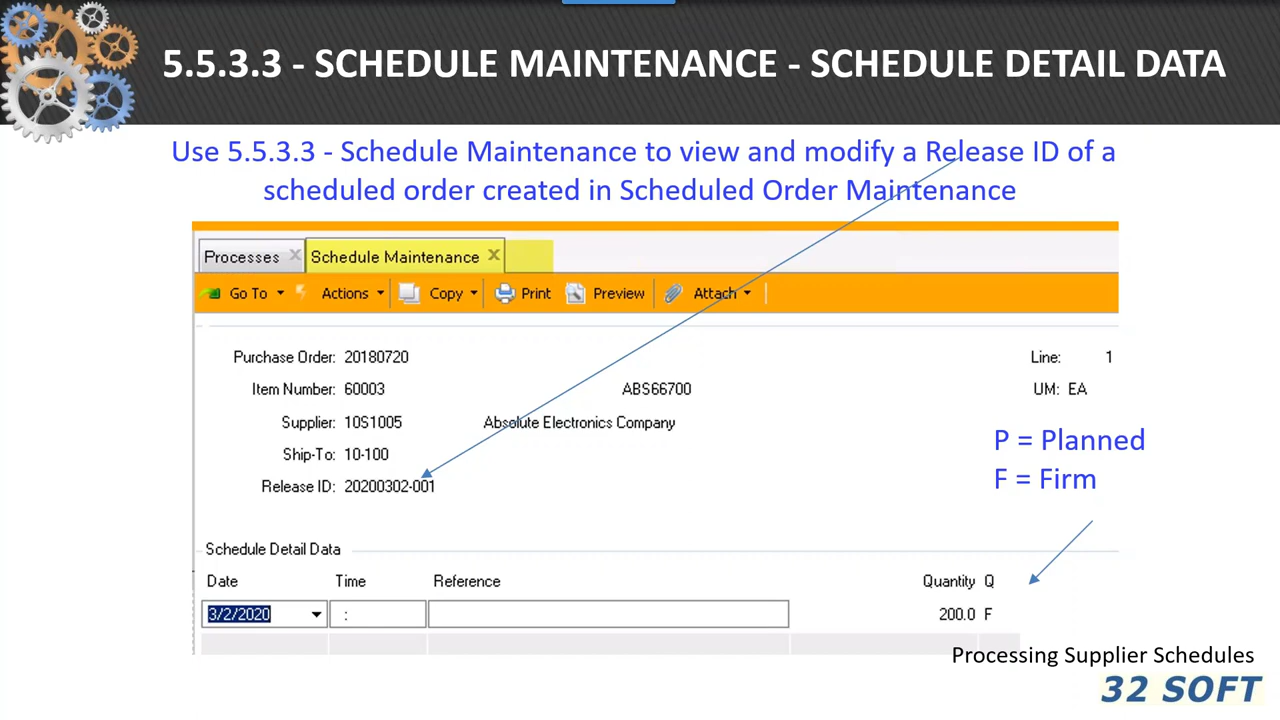 5.5.3.3 - SCHEDULE MAINTENANCE - SCHEDULE DETAIL DATA
Use 5.5.3.3 - Schedule Maintenance to view and modify a Release ID of a
scheduled order created in Scheduled Order Maintenance
Processes Schedule Maintenance
Go To Actions Copy Print Preview Attach
Purchase Order: 20180720 Line: 1
Item Number: 60003 ABS66700 UM: EA
Supplier: 10S1005 Absolute Electronics Company
Ship-To: 10-100
Release ID: 20200302-001
P = Planned
F = Firm
Schedule Detail Data
Date Time Reference Quantity Q
3/2/2020 : 200.0 F
Processing Supplier Schedules
32 SOFT